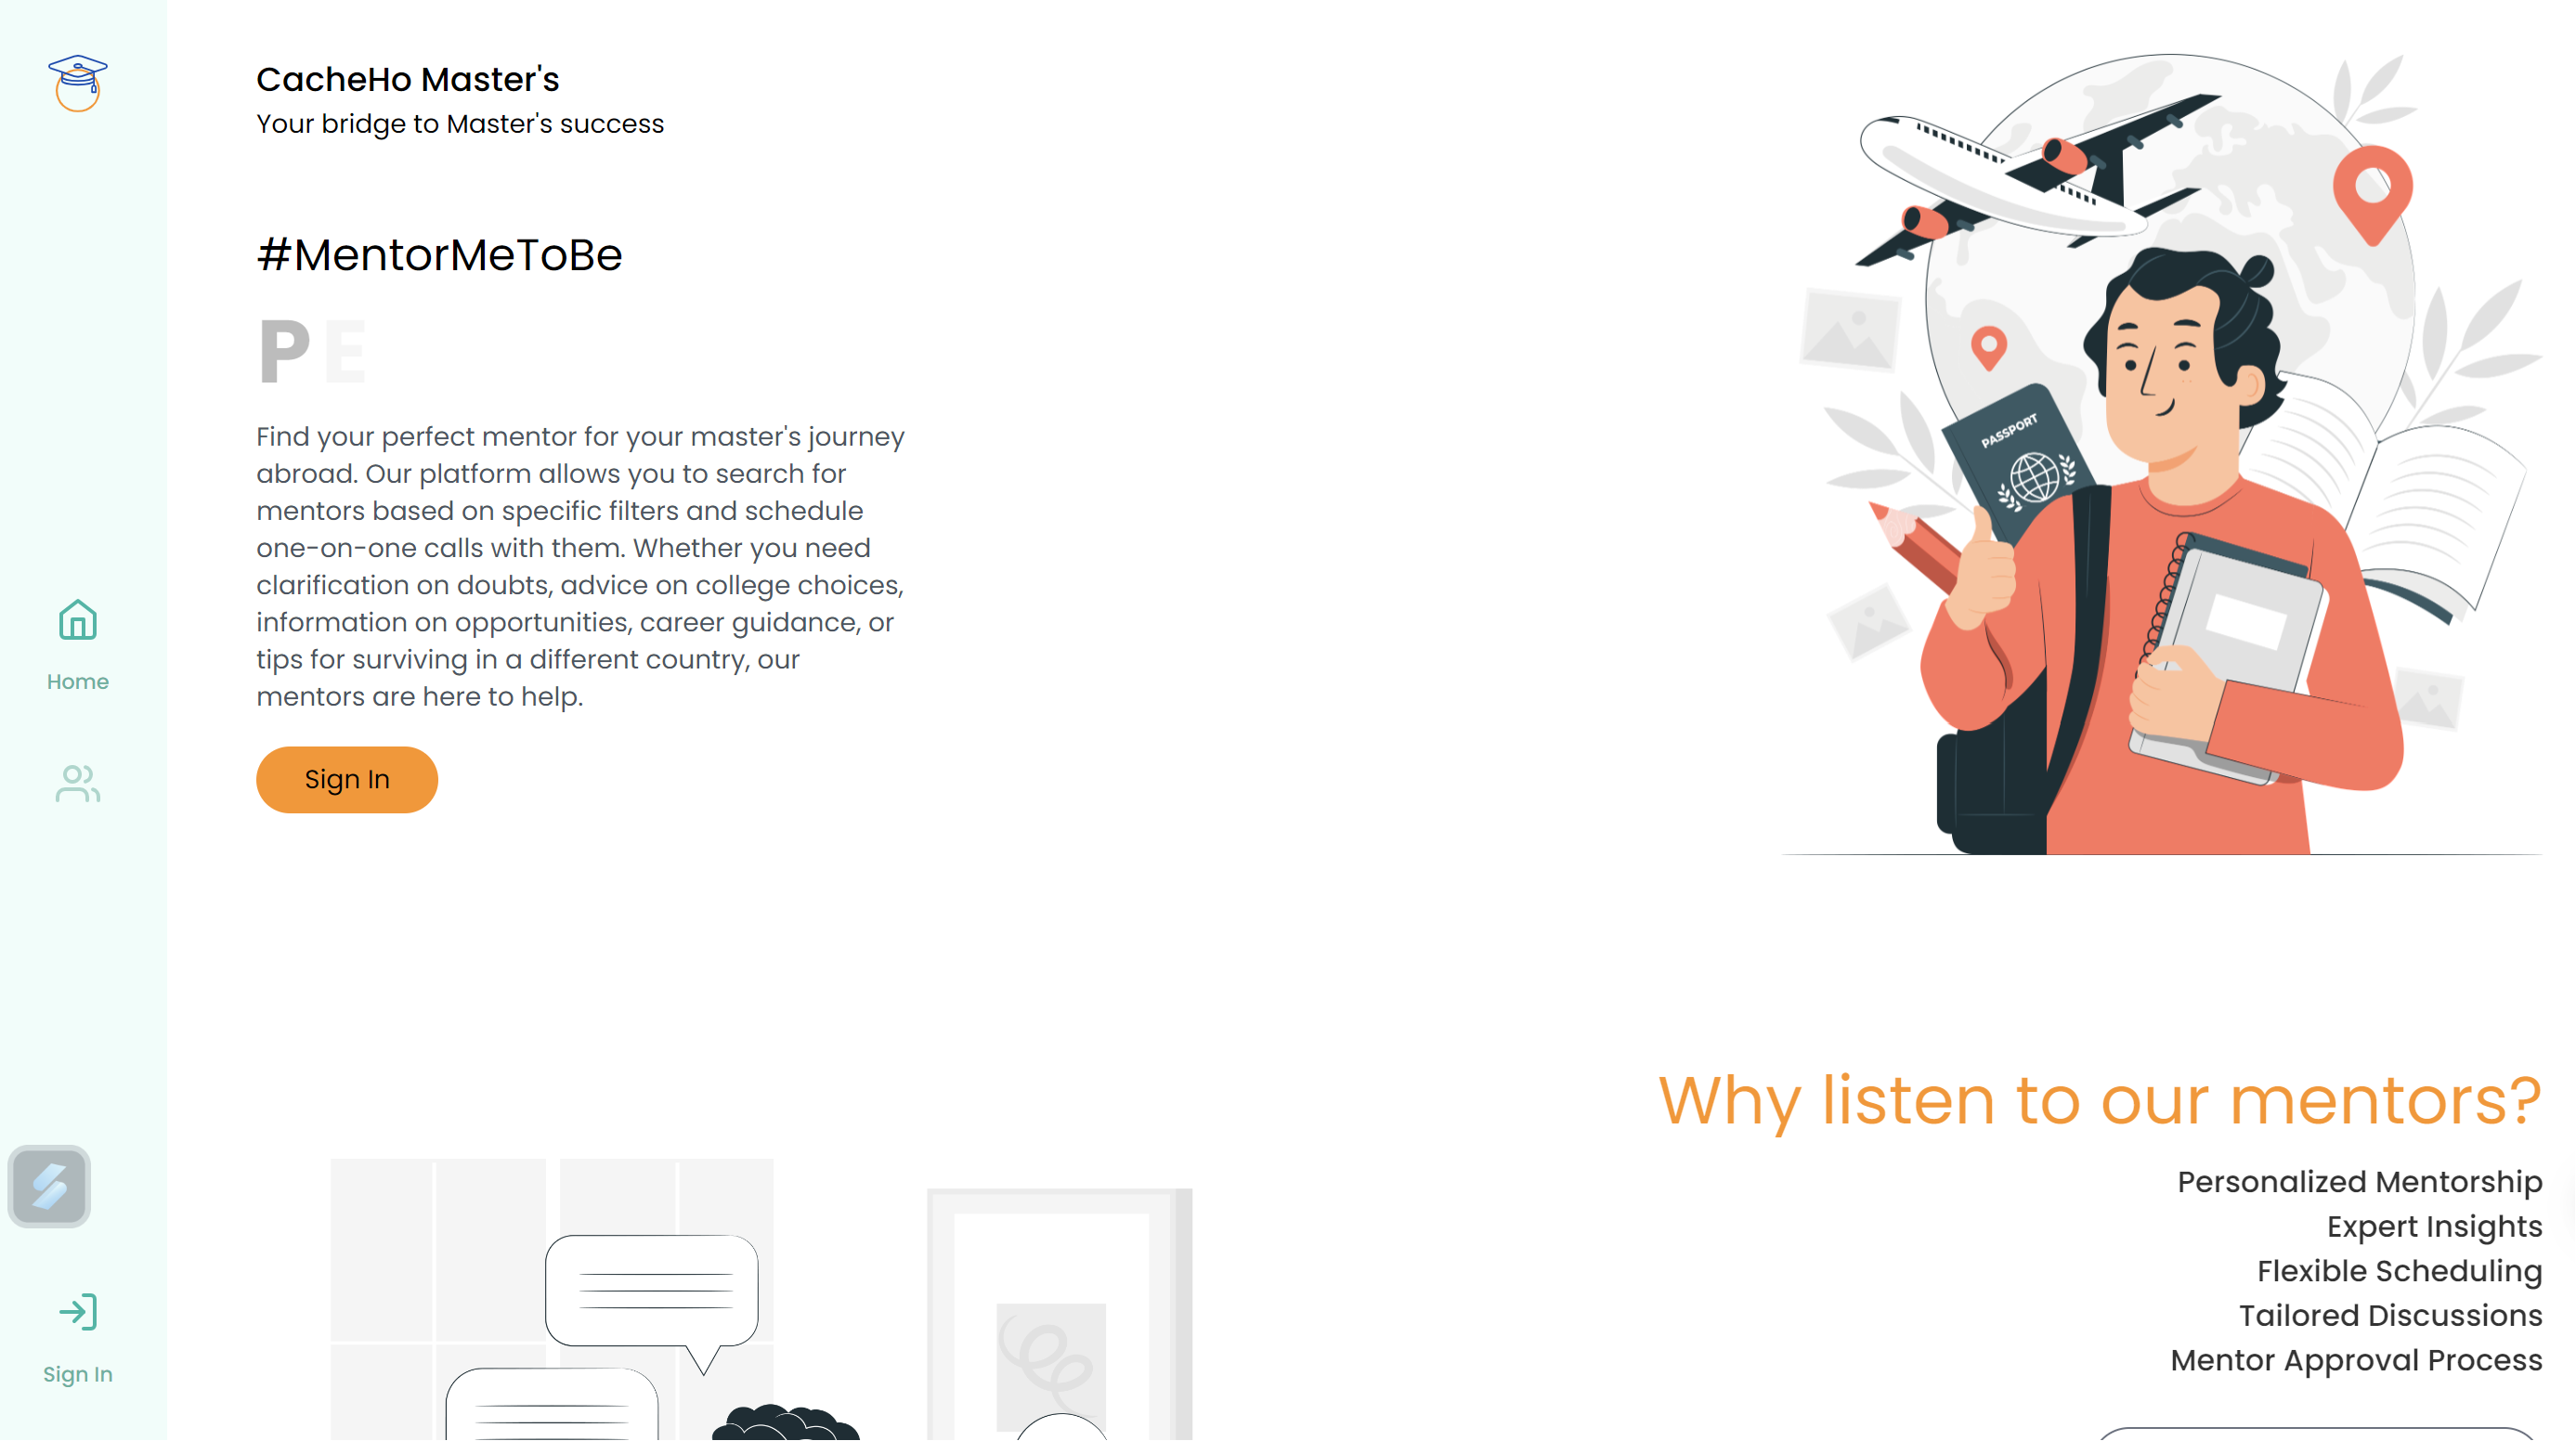 CacheHo Master's
Your bridge to Master's success
#MentorMeToBe
PE
Find your perfect mentor for your master's journey
abroad. Our platform allows you to search for
mentors based on specific filters and schedule
one-on-one calls with them. Whether you need
clarification on doubts, advice on college choices,
information on opportunities, career guidance, or
tips for surviving in a different country, our
mentors are here to help.
Sign In
PASSPORT
Home
Why listen to our mentors?
Personalized Mentorship
Expert Insights
Flexible Scheduling
Tailored Discussions
Mentor Approval Process
Sign In